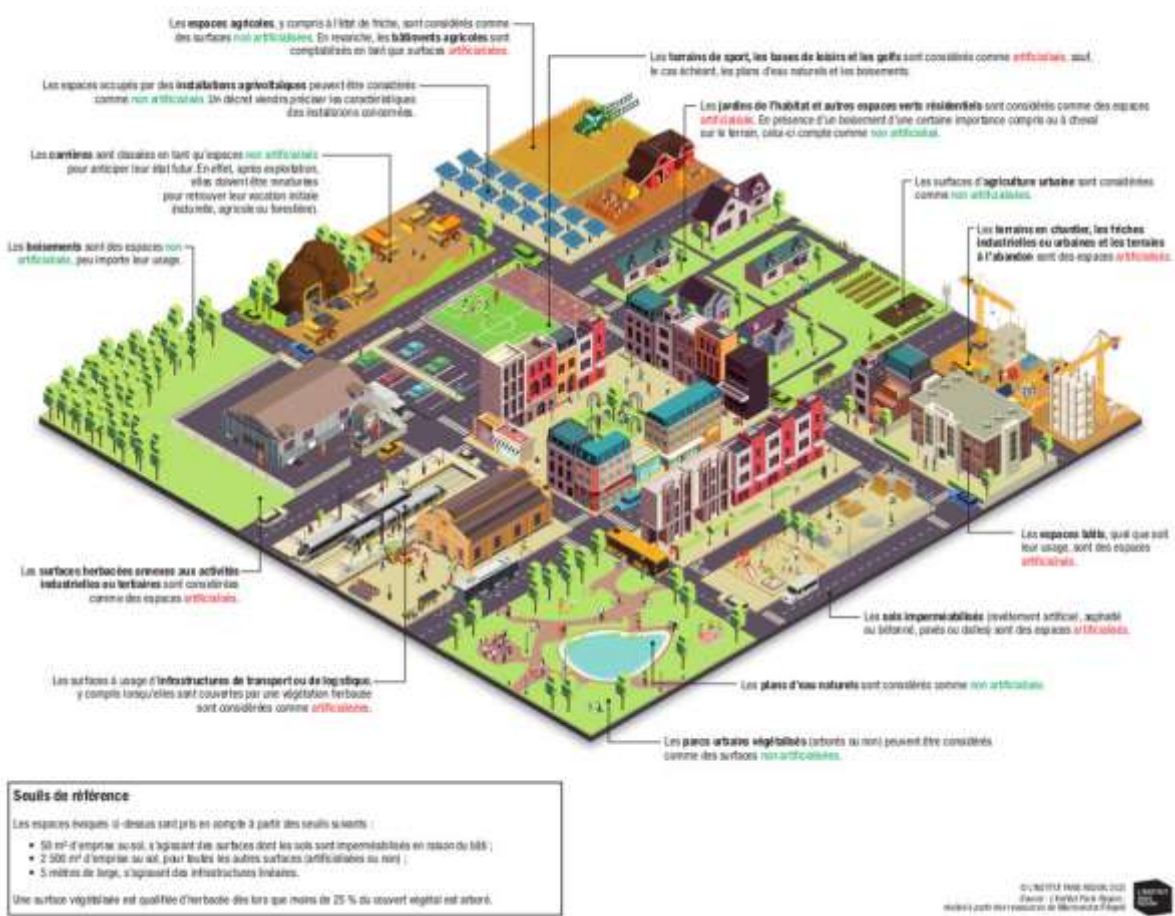 Les espaces agricoles, y compris à l'état de friche, sont considérés comme
des surfaces non artificialisées. En revanche, les bâtiments agricoles sont
comptabilisés en tant que surfaces artificialisées.
Les terrains de sport, les bases de loisirs et les golfs sont considérés comme artificialisés, sauf,
le cas échéant, les plans d'eau naturels et les boisements.
Les espaces occupés par des installations agrivoltaïques peuvent être considérés
comme non artificialisés. Un décret viendra préciser les caractéristiques
des installations concernées.
Les jardins de l'habitat et autres espaces verts résidentiels sont considérés comme des espaces
artificialisés. En présence d'un boisement d'une certaine importance compris ou à cheval
sur le terrain, celui-ci compte comme non artificialisé.
Les carrières sont classées en tant qu'espaces non artificialisés
pour anticiper leur état futur. En effet, après exploitation,
elles doivent être renaturées
pour retrouver leur vocation initiale
(naturelle, agricole ou forestière).
Les surfaces d'agriculture urbaine sont considérées
comme non artificialisées.
Les terrains en chantier, les friches
industrielles ou urbaines et les terrains
à l'abandon sont des espaces artificialisés.
Les boisements sont des espaces non
artificialisés, peu importe leur usage.
Les espaces bâtis, quel que soit
leur usage, sont des espaces
artificialisés.
Les surfaces herbacées annexes aux activités
industrielles ou tertiaires sont considérées
comme des espaces artificialisés.
Les sols imperméabilisés (revêtement artificiel, asphalté
ou bétonné, pavés ou dalles) sont des espaces artificialisés.
Les surfaces à usage d'infrastructures de transport ou de logistique,
y compris lorsqu'elles sont couvertes par une végétation herbacée
sont considérées comme artificialisées.
Les plans d'eau naturels sont considérés comme non artificialisés.
Les parcs urbains végétalisés (arborés ou non) peuvent être considérés
comme des surfaces non artificialisées.
Seuils de référence
Les espaces évoqués ci-dessus sont pris en compte à partir des seuils suivants :
• 50 m² d'emprise au sol, s'agissant des surfaces dont les sols sont imperméabilisés en raison du bâti ;
• 2 500 m² d'emprise au sol, pour toutes les autres surfaces (artificialisées ou non) ;
• 5 mètres de large, s'agissant des infrastructures linéaires.
Une surface végétalisée est qualifiée d'herbacée dès lors que moins de 25 % du couvert végétal est arboré.
© L'INSTITUT PARIS REGION
L'INSTITUT
PARIS
REGION